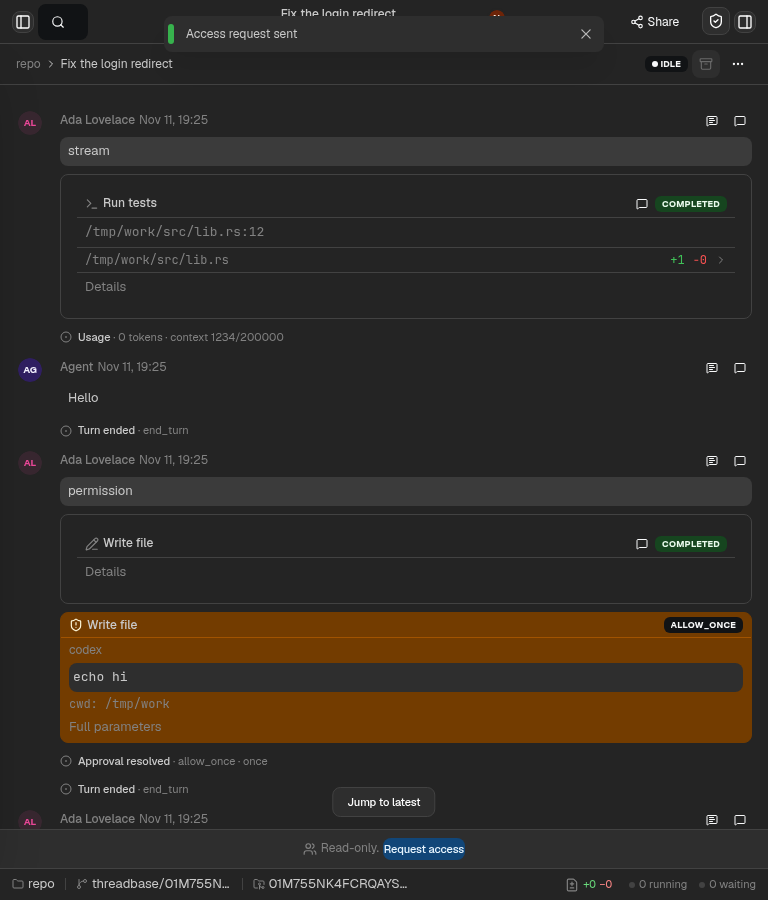 Fix the login redirect
Share
Access request sent
repo > Fix the login redirect
IDLE
AL Ada Lovelace Nov 11, 19:25
stream
Run tests COMPLETED
/tmp/work/src/lib.rs:12
/tmp/work/src/lib.rs +1 -0
Details
Usage · 0 tokens · context 1234/200000
AG Agent Nov 11, 19:25
Hello
Turn ended · end_turn
AL Ada Lovelace Nov 11, 19:25
permission
Write file COMPLETED
Details
Write file ALLOW_ONCE
codex
echo hi
cwd: /tmp/work
Full parameters
Approval resolved · allow_once · once
Turn ended · end_turn
Jump to latest
AL Ada Lovelace Nov 11, 19:25
Read-only. Request access
repo threadbase/01M755N... 01M755NK4FCRQAYS... +0 −0 0 running 0 waiting